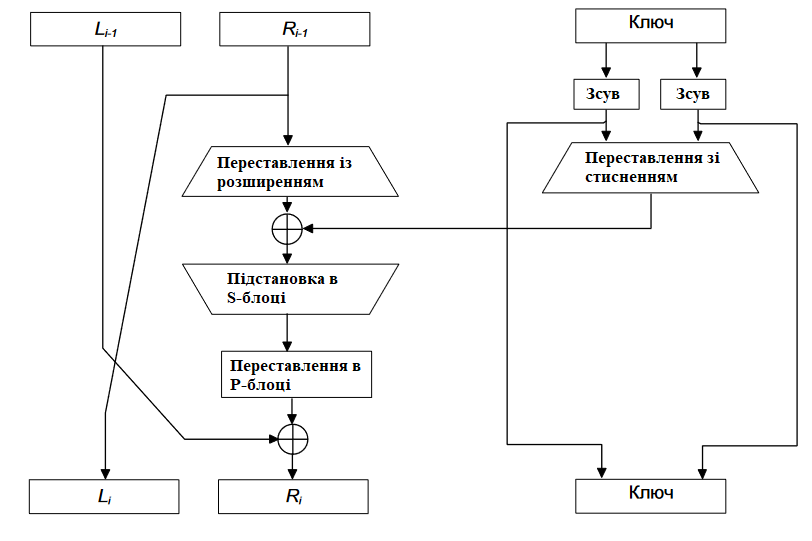 Li-1
Ri-1
Ключ
Зсув
Зсув
Переставлення із
розширенням
Переставлення зі
стисненням
Підстановка в
S-блоці
Переставлення в
P-блоці
Li
Ri
Ключ